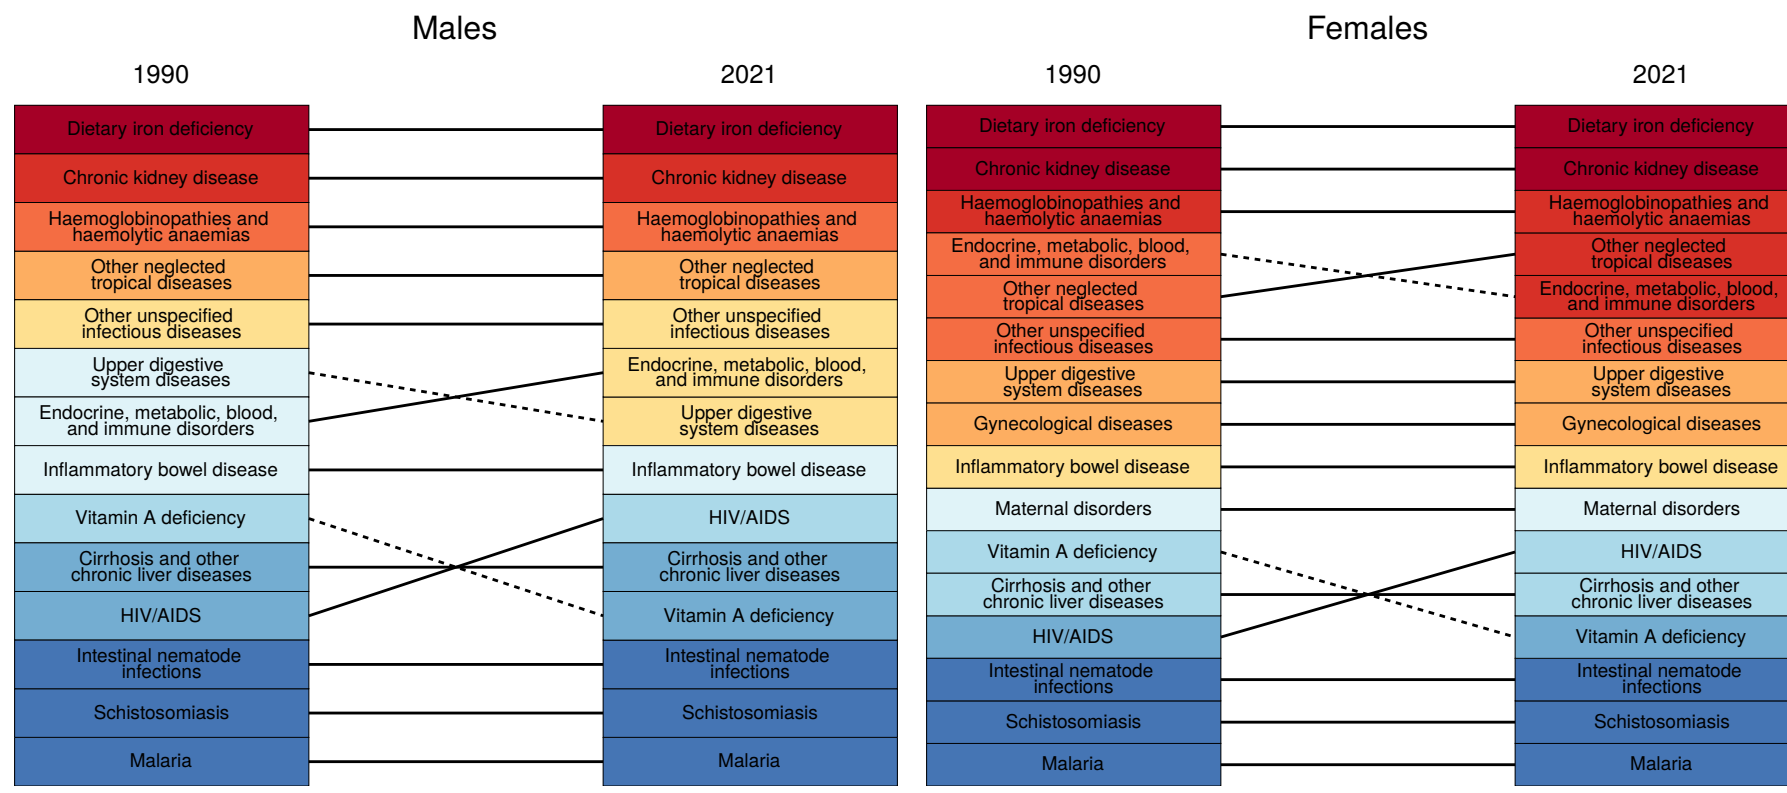 Males
1990
2021
Dietary iron deficiency
Chronic kidney disease
Haemoglobinopathies and
haemolytic anaemias
Other neglected
tropical diseases
Other unspecified
infectious diseases
Upper digestive
system diseases
Endocrine, metabolic, blood,
and immune disorders
Inflammatory bowel disease
Vitamin A deficiency
Cirrhosis and other
chronic liver diseases
HIV/AIDS
Intestinal nematode
infections
Schistosomiasis
Malaria
Dietary iron deficiency
Chronic kidney disease
Haemoglobinopathies and
haemolytic anaemias
Other neglected
tropical diseases
Other unspecified
infectious diseases
Endocrine, metabolic, blood,
and immune disorders
Upper digestive
system diseases
Inflammatory bowel disease
HIV/AIDS
Cirrhosis and other
chronic liver diseases
Vitamin A deficiency
Intestinal nematode
infections
Schistosomiasis
Malaria
Females
1990
2021
Dietary iron deficiency
Chronic kidney disease
Haemoglobinopathies and
haemolytic anaemias
Endocrine, metabolic, blood,
and immune disorders
Other neglected
tropical diseases
Other unspecified
infectious diseases
Upper digestive
system diseases
Gynecological diseases
Inflammatory bowel disease
Maternal disorders
Vitamin A deficiency
Cirrhosis and other
chronic liver diseases
HIV/AIDS
Intestinal nematode
infections
Schistosomiasis
Malaria
Dietary iron deficiency
Chronic kidney disease
Haemoglobinopathies and
haemolytic anaemias
Other neglected
tropical diseases
Endocrine, metabolic, blood,
and immune disorders
Other unspecified
infectious diseases
Upper digestive
system diseases
Gynecological diseases
Inflammatory bowel disease
Maternal disorders
HIV/AIDS
Cirrhosis and other
chronic liver diseases
Vitamin A deficiency
Intestinal nematode
infections
Schistosomiasis
Malaria